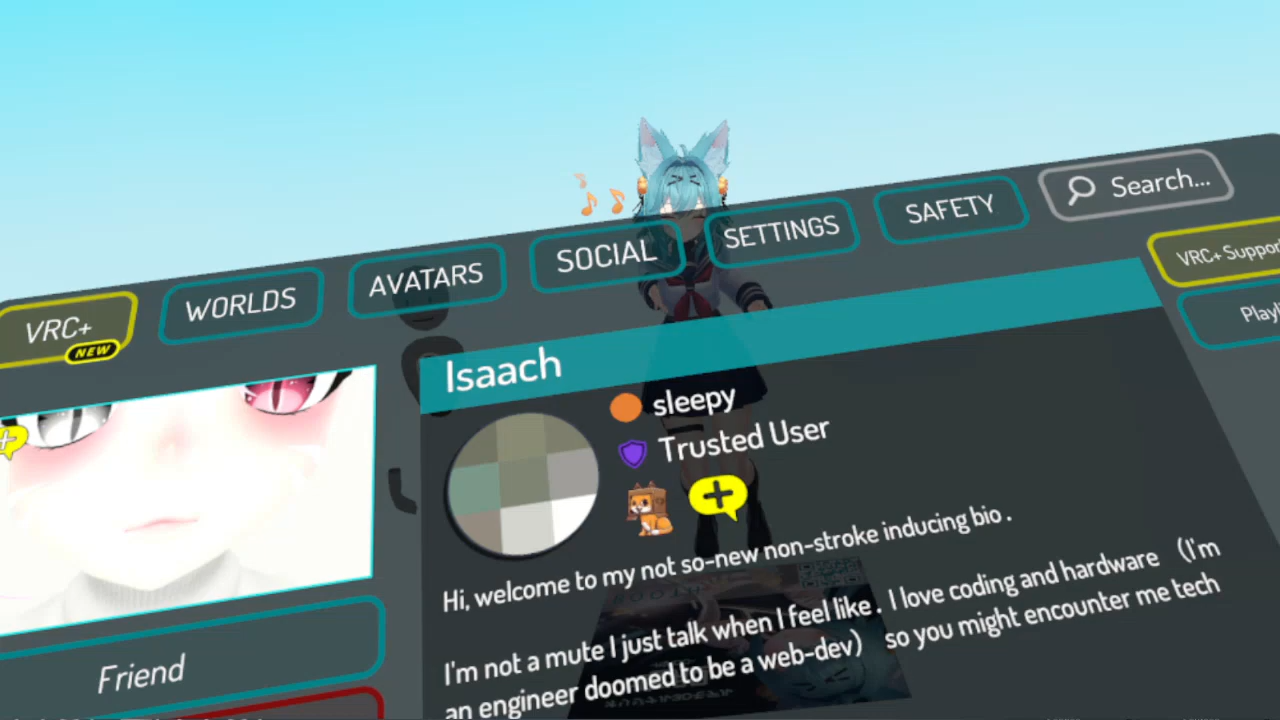 VRC+
NEW
WORLDS
AVATARS
SOCIAL
SETTINGS
SAFETY
Search...
VRC+
Isaach
sleepy
Trusted User
Hi, welcome to my not so-new non-stroke inducing bio.
I'm not a mute I just talk when I feel like. I love coding and hardware (I'm
an engineer doomed to be a web-dev) so you might encounter me tech
Friend